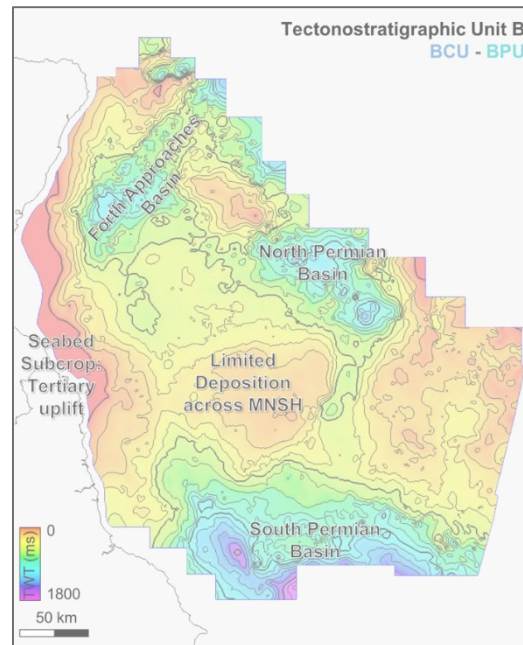 Tectonostratigraphic Unit B
BCU - BPU
Forth Approaches
Basin
North Permian
Basin
Seabed
Subcrop:
Tertiary
uplift
Limited
Deposition
across MNSH
South Permian
Basin
TWT (ms)
0
1800
50 km